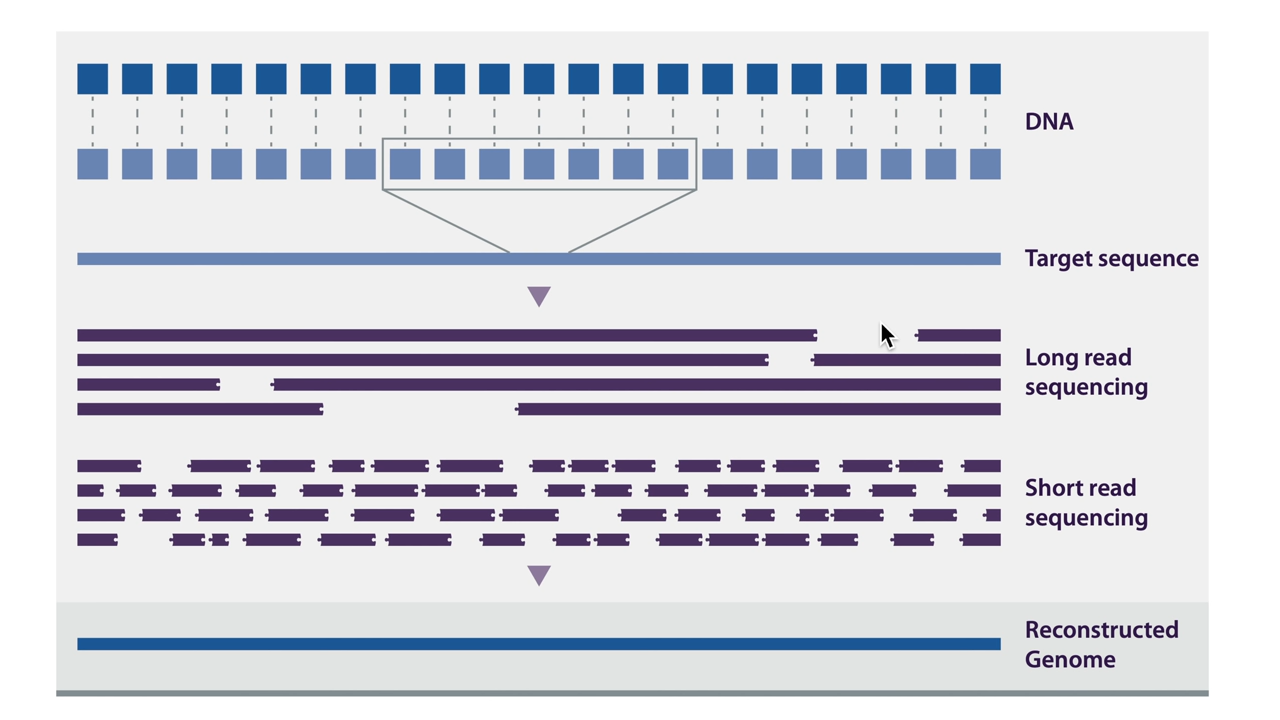 DNA
Target sequence
Long read
sequencing
Short read
sequencing
Reconstructed
Genome